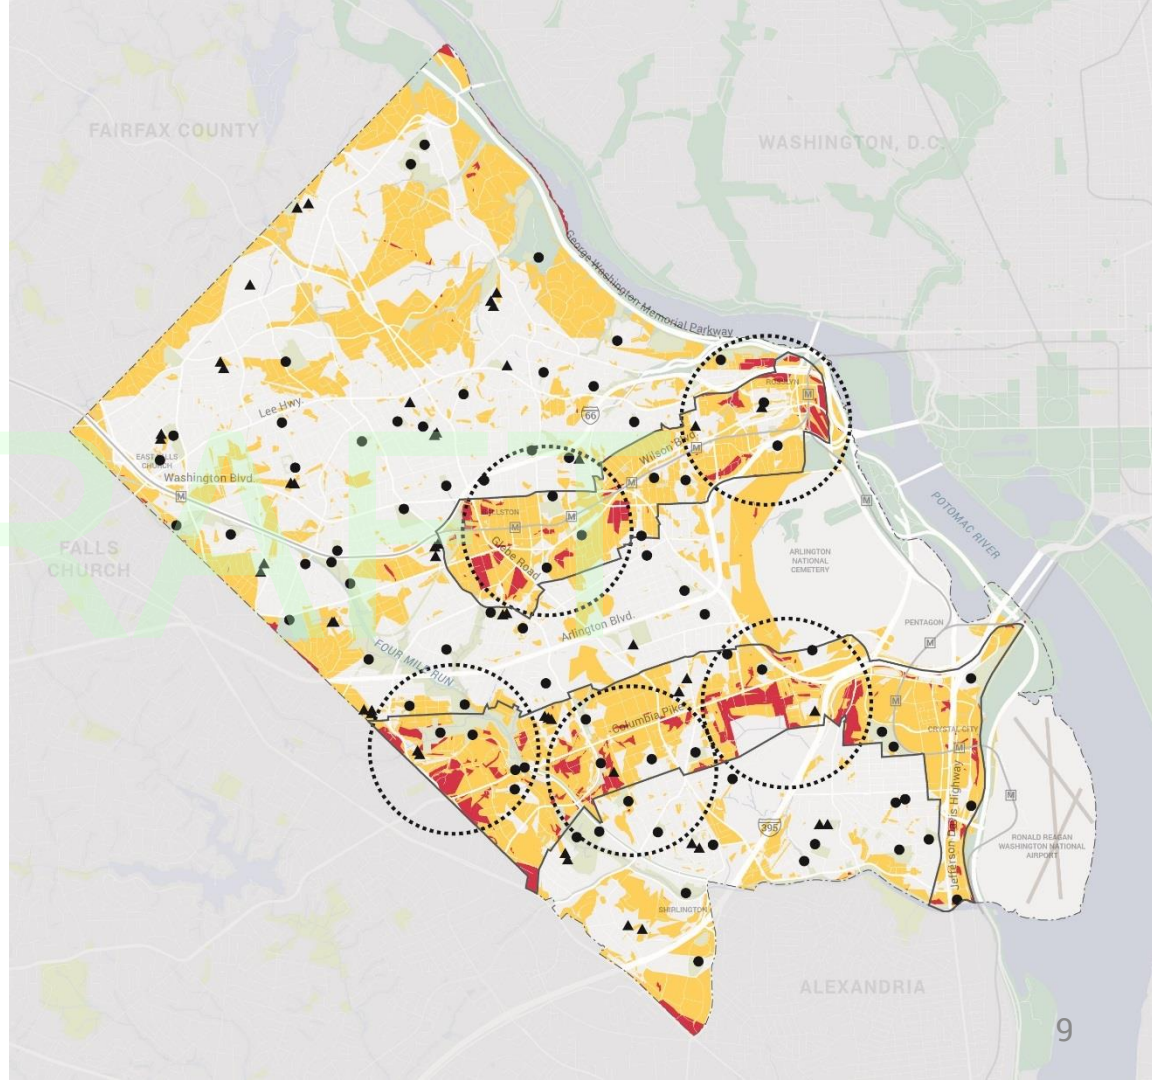 FAIRFAX COUNTY
WASHINGTON, D.C.
George Washington Memorial Parkway
ROSSLYN
M
66
Lee Hwy.
Wilson Blvd
M
EAST FALLS
CHURCH
Washington Blvd
M
M
M
POTOMAC RIVER
BALLSTON
M
M
Glebe Road
FALLS
CHURCH
ARLINGTON
NATIONAL
CEMETERY
DRAFT
Arlington Blvd.
PENTAGON
M
FOUR MILE RUN
M
Columbia Pike
CRYSTAL CITY
M
M
395
Jefferson Davis Highway
RONALD REAGAN
WASHINGTON NATIONAL
AIRPORT
SHIRLINGTON
ALEXANDRIA
9